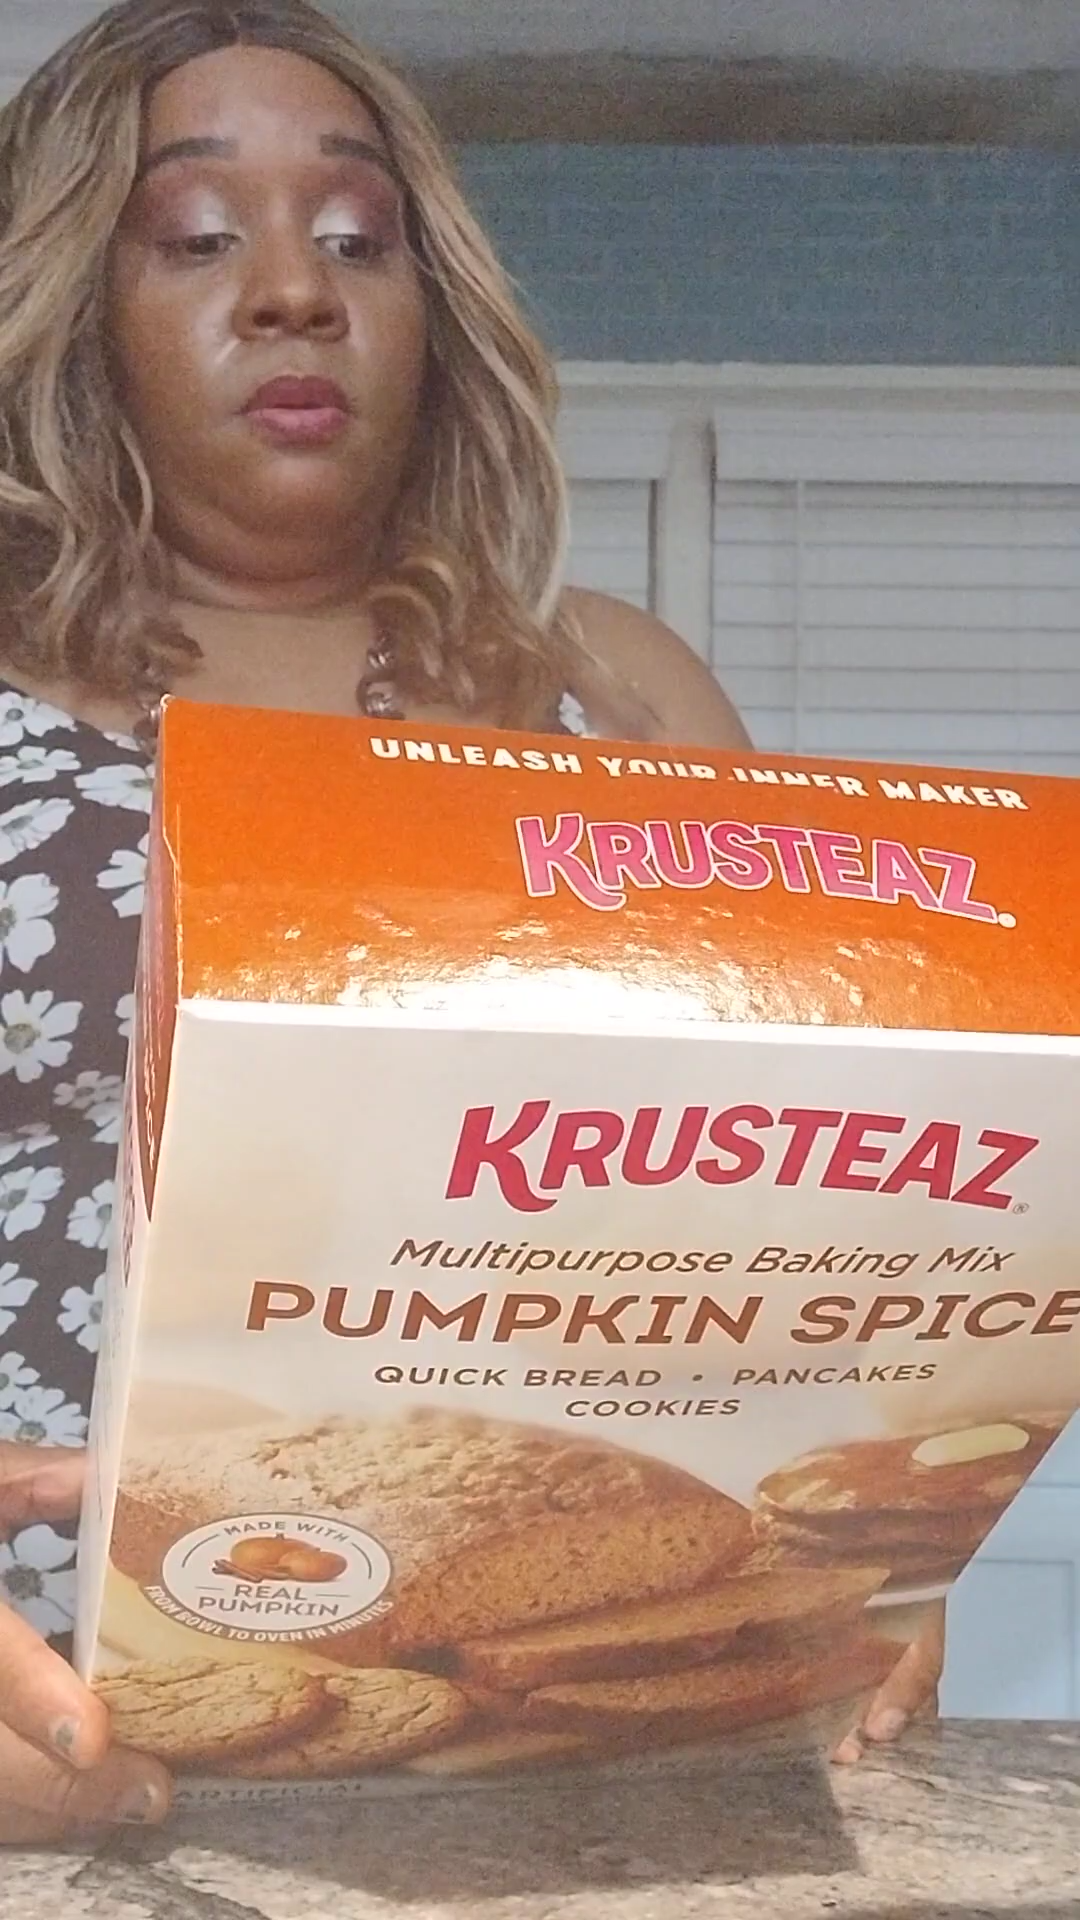 UNLEASH YOUR INNER MAKER
KRUSTEAZ.
KRUSTEAZ®
Multipurpose Baking Mix
PUMPKIN SPICE
QUICK BREAD • PANCAKES
COOKIES
MADE WITH
REAL
PUMPKIN
FROM BOWL TO OVEN IN MINUTES
ARTIFICIAL